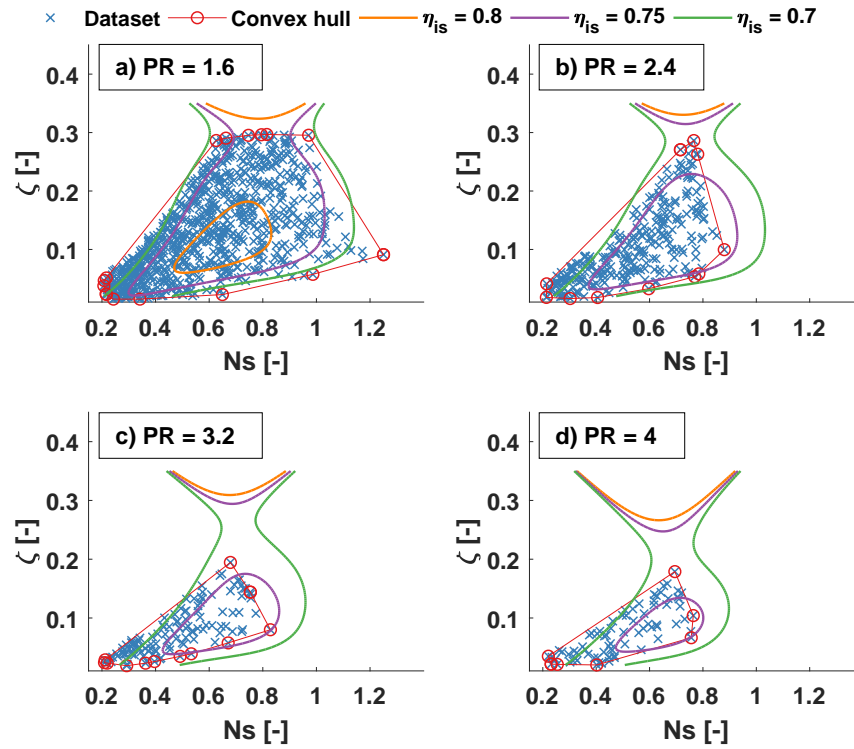 Dataset Convex hull η_is = 0.8 η_is = 0.75 η_is = 0.7
a) PR = 1.6
0.4
0.3
0.2
0.1
ζ [-]
0.2 0.4 0.6 0.8 1 1.2
Ns [-]
b) PR = 2.4
0.4
0.3
0.2
0.1
ζ [-]
0.2 0.4 0.6 0.8 1 1.2
Ns [-]
c) PR = 3.2
0.4
0.3
0.2
0.1
ζ [-]
0.2 0.4 0.6 0.8 1 1.2
Ns [-]
d) PR = 4
0.4
0.3
0.2
0.1
ζ [-]
0.2 0.4 0.6 0.8 1 1.2
Ns [-]